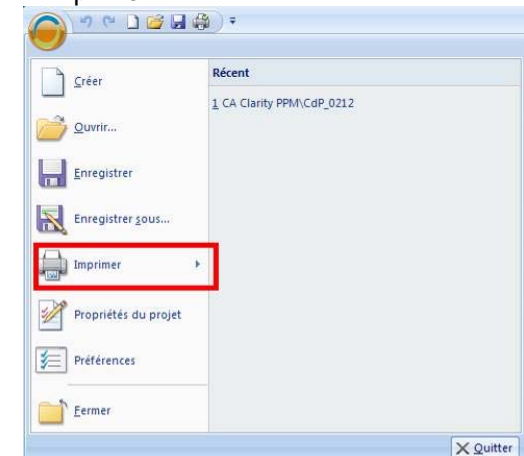 Créer
Ouvrir...
Enregistrer
Enregistrer sous...
Imprimer
Propriétés du projet
Préférences
Fermer
Récent
1 CA Clarity PPM\CdP_0212
Quitter